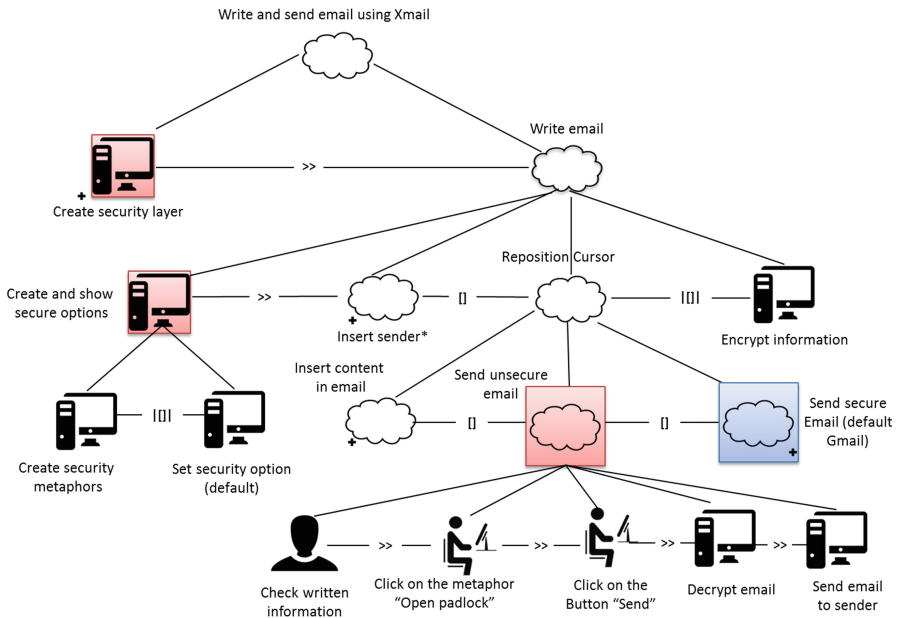 Write and send email using Xmail
Write email
>>
+
Create security layer
Reposition Cursor
Create and show
secure options
>>
[]
|[]|
+
Insert sender*
Encrypt information
Insert content
in email
Send unsecure
email
|[]|
+
[]
[]
Send secure
Email (default
Gmail)
+
Create security
metaphors
Set security option
(default)
>>
>>
>>
>>
Check written
information
Click on the metaphor
“Open padlock”
Click on the
Button “Send”
Decrypt email
Send email
to sender